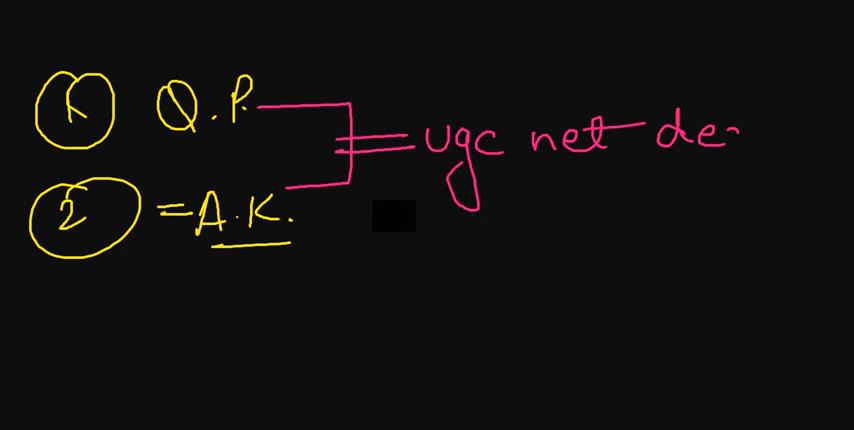 1 Q.P.
ugc net de
2 = A.K.